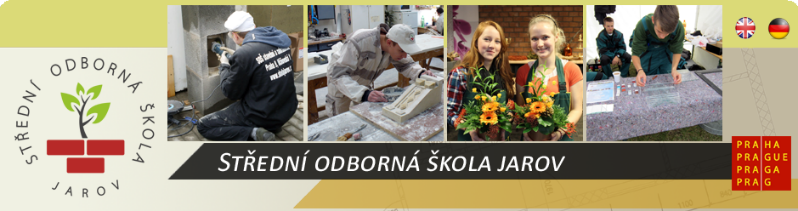 STŘEDNÍ ODBORNÁ ŠKOLA
JAROV
STŘEDNÍ ODBORNÁ ŠKOLA JAROV
PRAHA
PRAGUE
PRAGA
PRAG